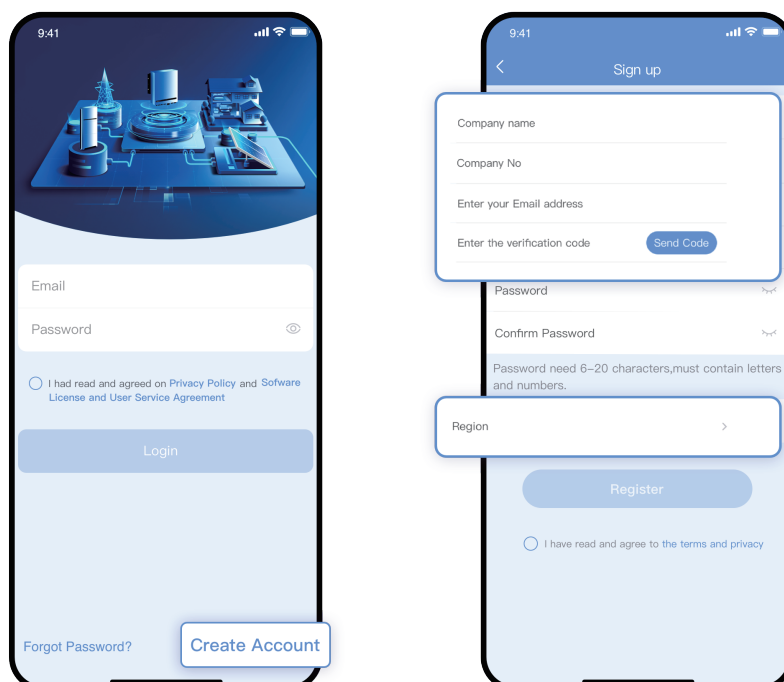 9:41
Email
Password
I had read and agreed on Privacy Policy and Sofware
License and User Service Agreement
Login
Forgot Password?
Create Account
9:41
Sign up
Company name
Company No
Enter your Email address
Enter the verification code
Send Code
Password
Confirm Password
Password need 6–20 characters,must contain letters
and numbers.
Region
Register
I have read and agree to the terms and privacy